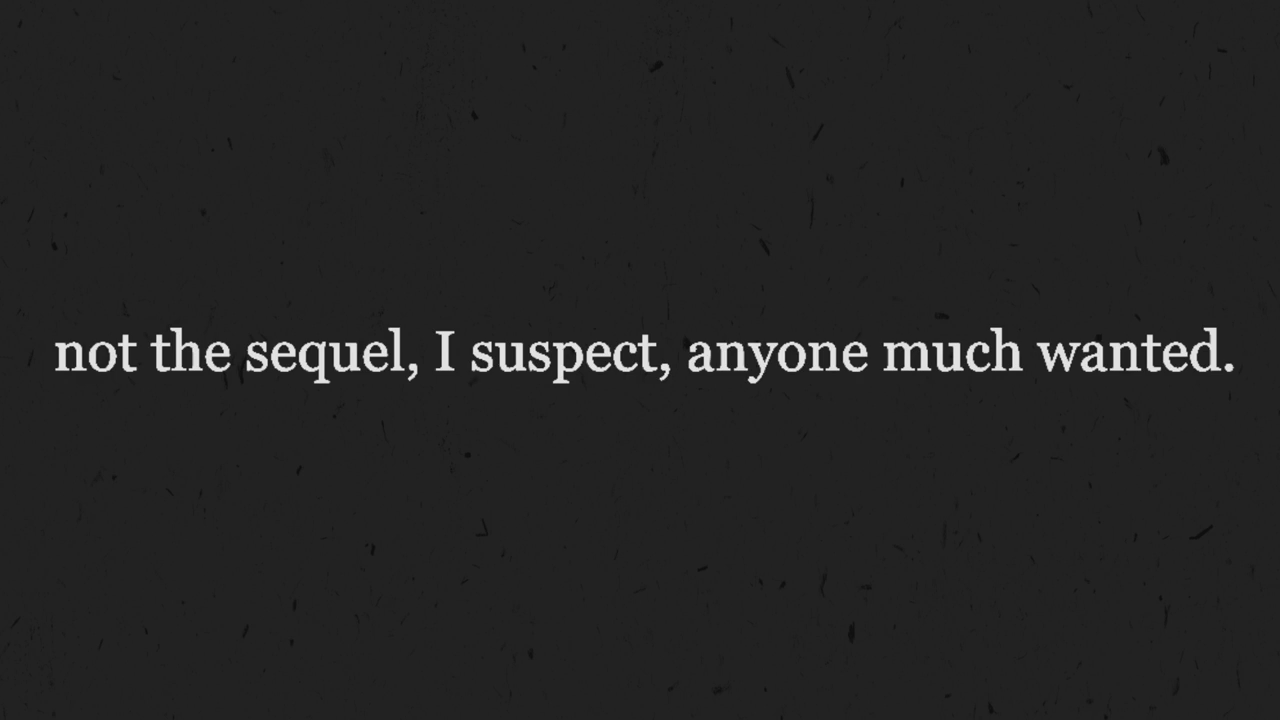 not the sequel, I suspect, anyone much wanted.